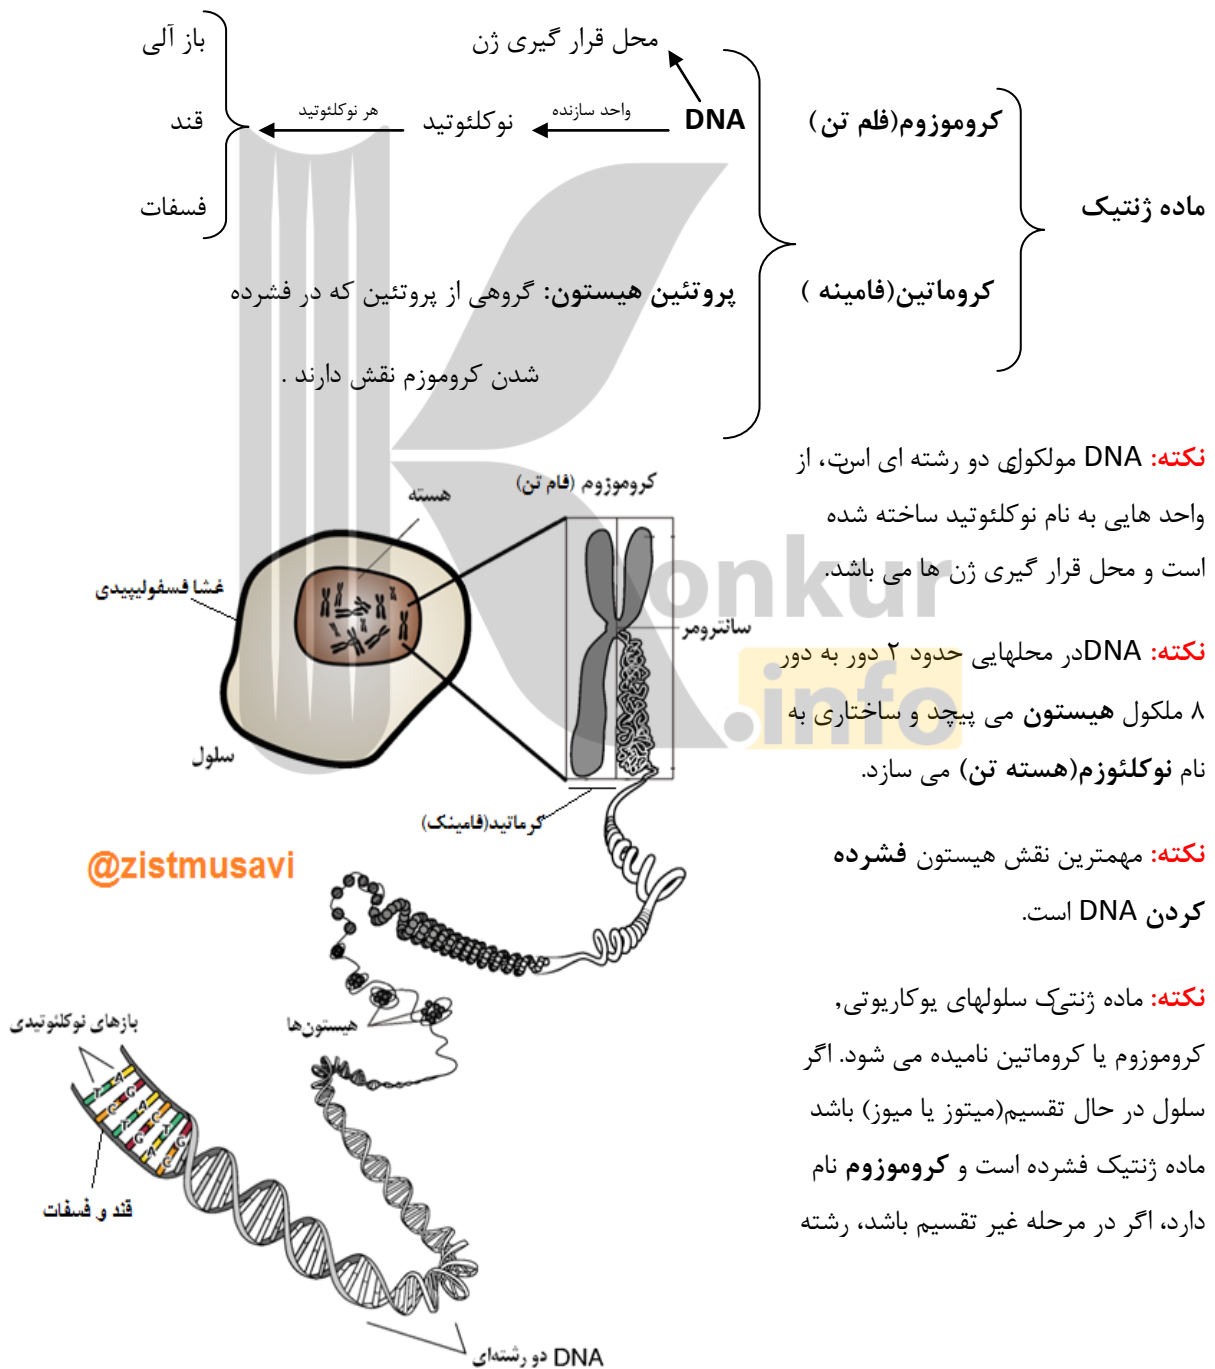 باز آلی
محل قرار گیری ژن
قند
هر نوکلئوتید
نوکلئوتید
واحد سازنده
DNA
کروموزوم(فلم تن )
فسفات
ماده ژنتیک
پروتئین هیستون: گروهی از پروتئین که در فشرده
کروماتین(فامینه )
شدن کروموزم نقش دارند .
نکته: DNA مولکولی دو رشته ای است، از
واحد هایی به نام نوکلئوتید ساخته شده
است و محل قرار گیری ژن ها می باشد.
نکته: DNAدر محلهایی حدود ۲ دور به دور
۸ ملکول هیستون می پیچد و ساختاری به
نام نوکلئوزم(هسته تن) می سازد.
نکته: مهمترین نقش هیستون فشرده
کردن DNA است.
نکته: ماده ژنتیک سلولهای یوکاریوتی,
کروموزوم یا کروماتین نامیده می شود. اگر
سلول در حال تقسیم(میتوز یا میوز) باشد
ماده ژنتیک فشرده است و کروموزوم نام
دارد، اگر در مرحله غیر تقسیم باشد، رشته
کروموزوم (فام تن)
هسته
غشا فسفولیپیدی
سانترومر
سلول
کرماتید(فامینک)
@zistmusavi
هیستون‌ها
بازهای نوکلئوتیدی
T A
C G
T A
G C
A T
C G
قند و فسفات
DNA دو رشته‌ای
onkur
.info